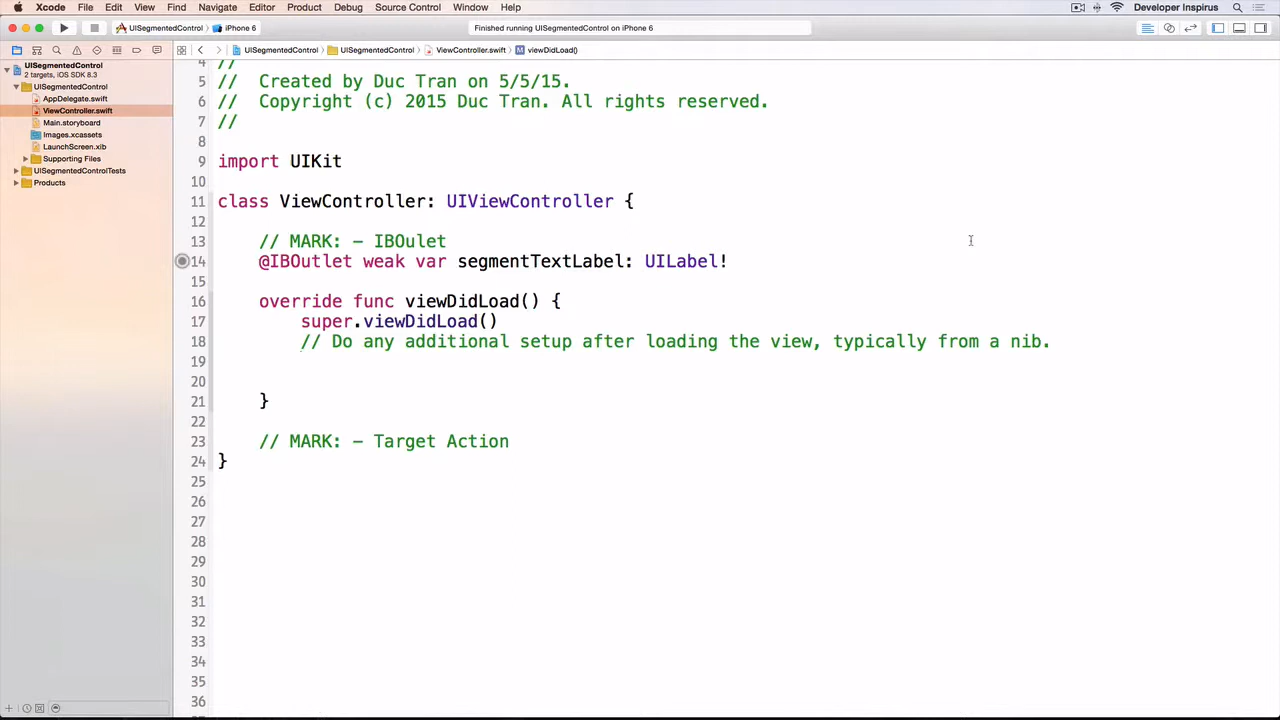 Xcode File Edit View Find Navigate Editor Product Debug Source Control Window Help Developer Inspirus
UISegmentedControl iPhone 6 Finished running UISegmentedControl on iPhone 6
UISegmentedControl UISegmentedControl ViewController.swift M viewDidLoad()
UISegmentedControl
2 targets, iOS SDK 8.3
UISegmentedControl
AppDelegate.swift
ViewController.swift
Main.storyboard
Images.xcassets
LaunchScreen.xib
Supporting Files
UISegmentedControlTests
Products
4 //
5 // Created by Duc Tran on 5/5/15.
6 // Copyright (c) 2015 Duc Tran. All rights reserved.
7 //
8
9 import UIKit
10
11 class ViewController: UIViewController {
12
13 // MARK: - IBOulet
14 @IBOutlet weak var segmentTextLabel: UILabel!
15
16 override func viewDidLoad() {
17 super.viewDidLoad()
18 // Do any additional setup after loading the view, typically from a nib.
19
20
21 }
22
23 // MARK: - Target Action
24 }
25
26
27
28
29
30
31
32
33
34
35
36